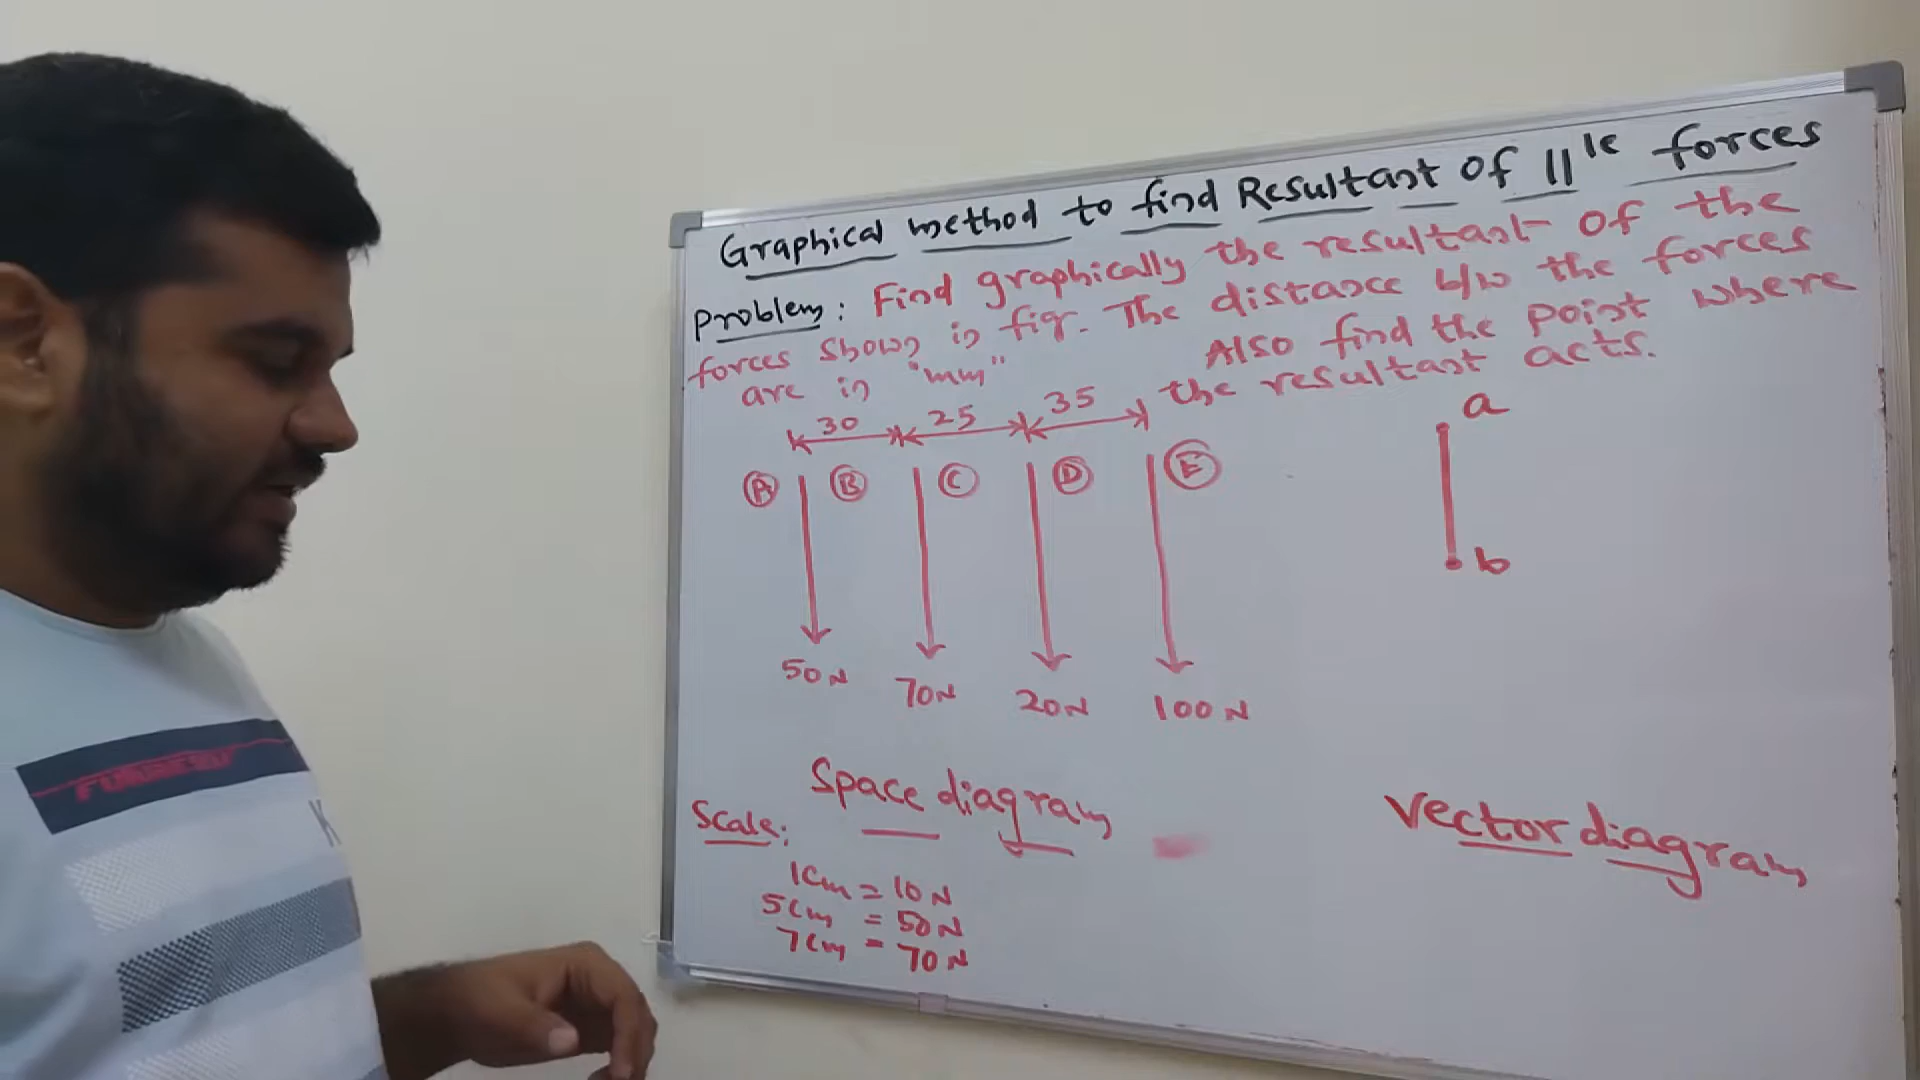 Graphical method to find Resultant of ||le forces
Problem: Find graphically the resultant of the
forces shown in fig. The distance b/w the forces
are in "mm" Also find the point where
the resultant acts.
30 25 35
A B C D E
a
b
50N 70N 20N 100N
Space diagram
Vector diagram
Scale:
1cm = 10N
5cm = 50N
7cm = 70N